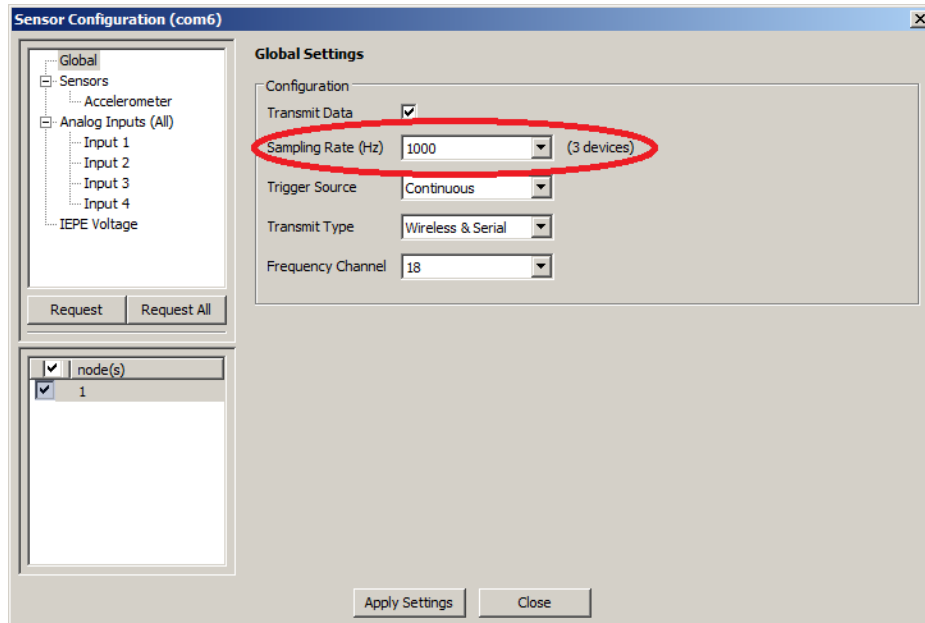 Sensor Configuration (com6)
Global
Sensors
Accelerometer
Analog Inputs (All)
Input 1
Input 2
Input 3
Input 4
IEPE Voltage
Request Request All
node(s)
1
Global Settings
Configuration
Transmit Data
Sampling Rate (Hz) 1000 (3 devices)
Trigger Source Continuous
Transmit Type Wireless & Serial
Frequency Channel 18
Apply Settings Close